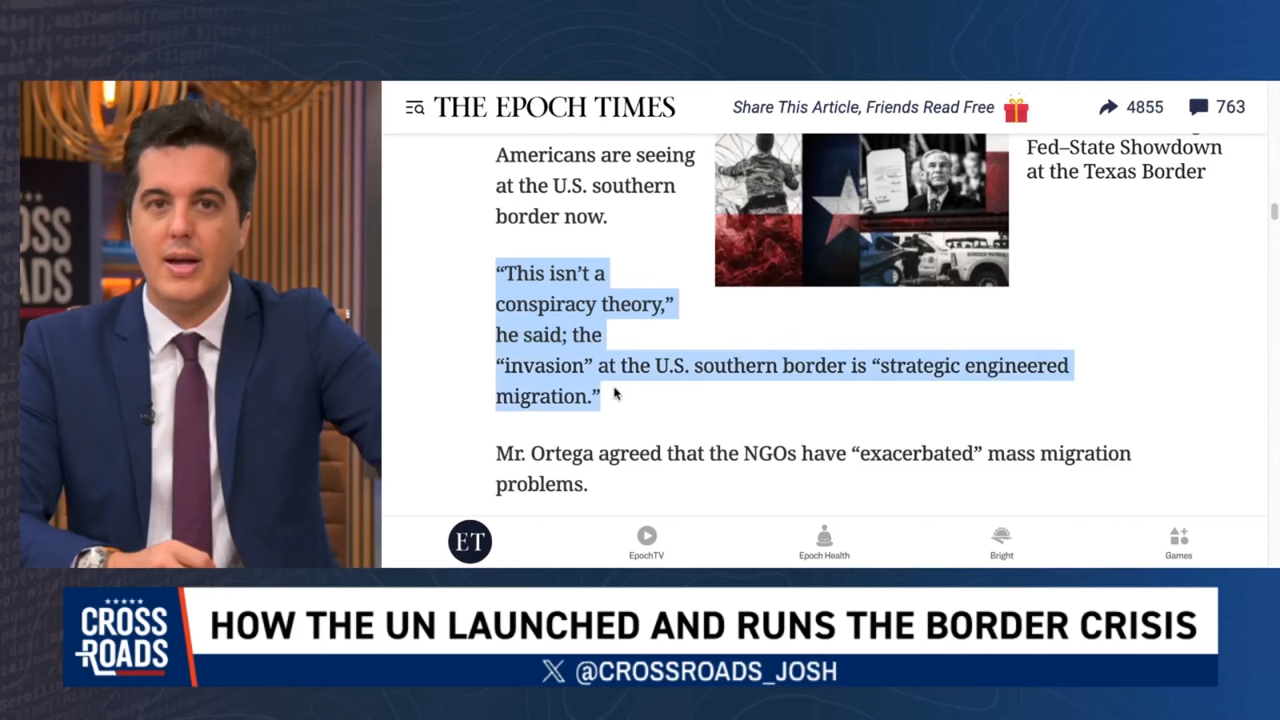 THE EPOCH TIMES
Share This Article, Friends Read Free
4855
763
Americans are seeing
at the U.S. southern
border now.
Fed–State Showdown
at the Texas Border
“This isn’t a
conspiracy theory,”
he said; the
“invasion” at the U.S. southern border is “strategic engineered
migration.”
Mr. Ortega agreed that the NGOs have “exacerbated” mass migration
problems.
ET
EpochTV
Epoch Health
Bright
Games
OSS
ADS
CROSS
ROADS
HOW THE UN LAUNCHED AND RUNS THE BORDER CRISIS
X @CROSSROADS_JOSH